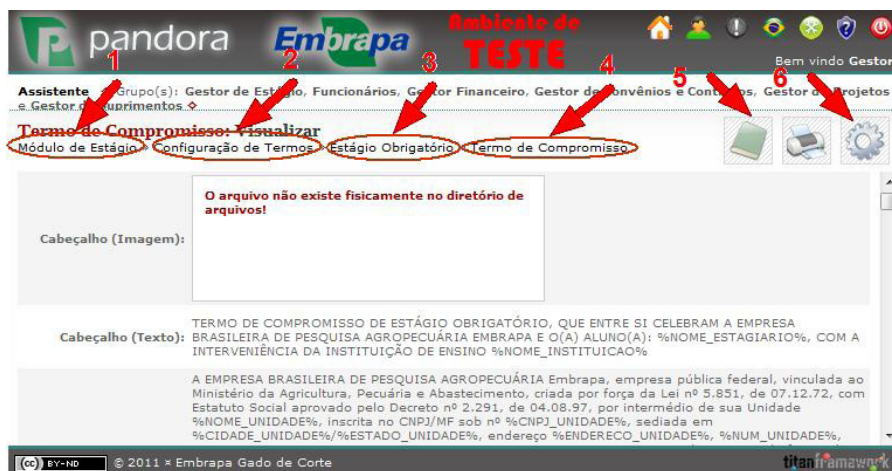 pandora
Embrapa
Ambiente de
TESTE
Bem vindo Gestor
1
2
3
4
5
6
Assistente Grupo(s): Gestor de Estágio, Funcionários, Gestor Financeiro, Gestor de Convênios e Contratos, Gestor de Projetos
e Gestor de Suprimentos
Termo de Compromisso: Visualizar
Módulo de Estágio » Configuração de Termos » Estágio Obrigatório » Termo de Compromisso
Cabeçalho (Imagem):
O arquivo não existe fisicamente no diretório de
arquivos!
Cabeçalho (Texto):
TERMO DE COMPROMISSO DE ESTÁGIO OBRIGATÓRIO, QUE ENTRE SI CELEBRAM A EMPRESA
BRASILEIRA DE PESQUISA AGROPECUÁRIA EMBRAPA E O(A) ALUNO(A): %NOME_ESTAGIARIO%, COM A
INTERVENIÊNCIA DA INSTITUIÇÃO DE ENSINO %NOME_INSTITUICAO%
A EMPRESA BRASILEIRA DE PESQUISA AGROPECUÁRIA Embrapa, empresa pública federal, vinculada ao
Ministério da Agricultura, Pecuária e Abastecimento, criada por força da Lei nº 5.851, de 07.12.72, com
Estatuto Social aprovado pelo Decreto nº 2.291, de 04.08.97, por intermédio de sua Unidade
%NOME_UNIDADE%, inscrita no CNPJ/MF sob nº %CNPJ_UNIDADE%, sediada em
%CIDADE_UNIDADE%/%ESTADO_UNIDADE%, endereço %ENDERECO_UNIDADE%, %NUM_UNIDADE%,
cc BY-ND © 2011 × Embrapa Gado de Corte
titanframework